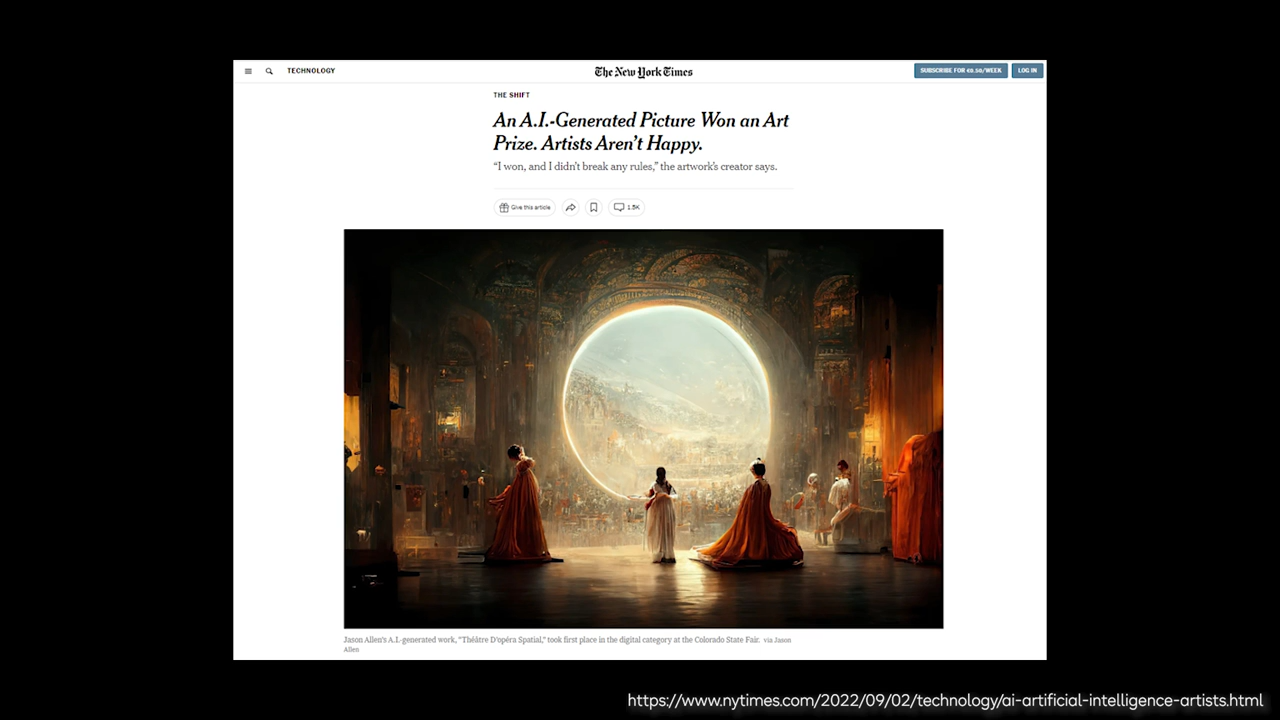 TECHNOLOGY
The New York Times
SUBSCRIBE FOR €0.50/WEEK
LOG IN
THE SHIFT
An A.I.-Generated Picture Won an Art
Prize. Artists Aren’t Happy.
“I won, and I didn’t break any rules,” the artwork’s creator says.
Give this article
1.5K
Jason Allen’s A.I.-generated work, “Théâtre D’opéra Spatial,” took first place in the digital category at the Colorado State Fair. via Jason
Allen
https://www.nytimes.com/2022/09/02/technology/ai-artificial-intelligence-artists.html